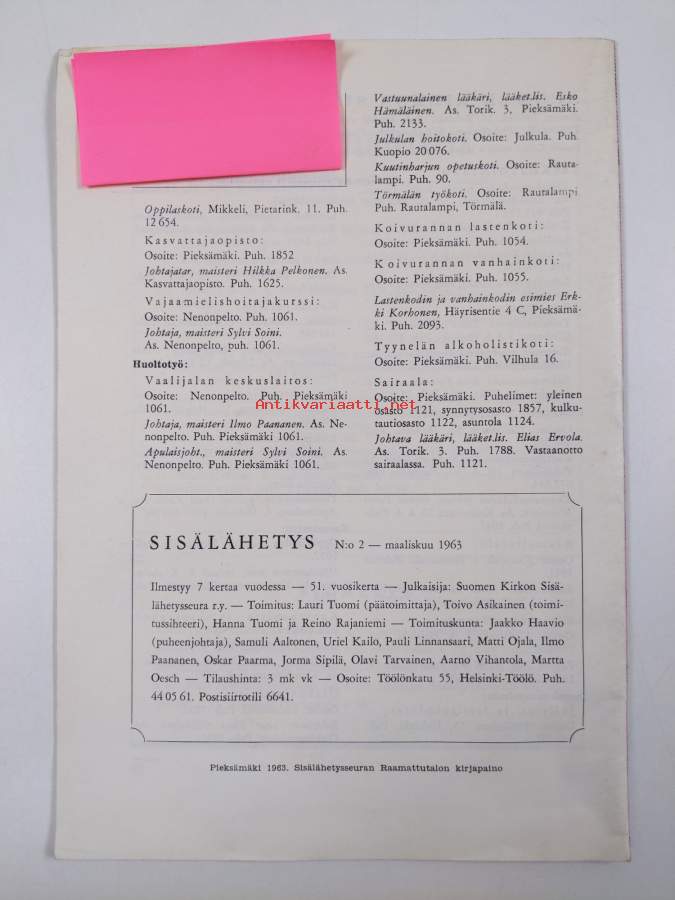 Oppilaskoti, Mikkeli, Pietarink. 11. Puh.
12 654.
Kasvattajaopisto:
Osoite: Pieksämäki. Puh. 1852
Johtajatar, maisteri Hilkka Pelkonen. As.
Kasvattajaopisto. Puh. 1625.
Vajaamielishoitajakurssi:
Osoite: Nenonpelto. Puh. 1061.
Johtaja, maisteri Sylvi Soini.
As. Nenonpelto, puh. 1061.
Huoltotyö:
Vaalijalan keskuslaitos:
Osoite: Nenonpelto. Puh. Pieksämäki
1061.
Johtaja, maisteri Ilmo Paananen. As. Ne-
nonpelto. Puh. Pieksämäki 1061.
Apulaisjoht., maisteri Sylvi Soini. As.
Nenonpelto. Puh. Pieksämäki 1061.
Vastuunalainen lääkäri, lääket.lis. Esko
Hämäläinen. As. Torik. 3, Pieksämäki.
Puh. 2133.
Julkulan hoitokoti. Osoite: Julkula. Puh.
Kuopio 20 076.
Kuutinharjun opetuskoti. Osoite: Rauta-
lampi. Puh. 90.
Törmälän työkoti. Osoite: Rautalampi
Puh. Rautalampi, Törmälä.
Koivurannan lastenkoti:
Osoite: Pieksämäki. Puh. 1054.
Koivurannan vanhainkoti:
Osoite: Pieksämäki. Puh. 1055.
Lastenkodin ja vanhainkodin esimies Erk-
ki Korhonen, Häyrisentie 4 C, Pieksämä-
ki. Puh. 2093.
Tyynelän alkoholistikoti:
Osoite: Pieksämäki. Puh. Vilhula 16.
Sairaala:
Osoite: Pieksämäki. Puhelimet: yleinen
osasto 1121, synnytysosasto 1857, kulku-
tautiosasto 1122, asuntola 1124.
Johtava lääkäri, lääket.lis. Elias Ervola.
As. Torik. 3. Puh. 1788. Vastaanotto
sairaalassa. Puh. 1121.
Antikvariaatti.net
SISÄLÄHETYS N:o 2 — maaliskuu 1963
Ilmestyy 7 kertaa vuodessa — 51. vuosikerta — Julkaisija: Suomen Kirkon Sisä-
lähetysseura r.y. — Toimitus: Lauri Tuomi (päätoimittaja), Toivo Asikainen (toimi-
tussihteeri), Hanna Tuomi ja Reino Rajaniemi — Toimituskunta: Jaakko Haavio
(puheenjohtaja), Samuli Aaltonen, Uriel Kailo, Pauli Linnansaari, Matti Ojala, Ilmo
Paananen, Oskar Paarma, Jorma Sipilä, Olavi Tarvainen, Aarno Vihantola, Martta
Oesch — Tilaushinta: 3 mk vk — Osoite: Töölönkatu 55, Helsinki-Töölö. Puh.
44 05 61. Postisiirtotili 6641.
Pieksämäki 1963. Sisälähetysseuran Raamattutalon kirjapaino